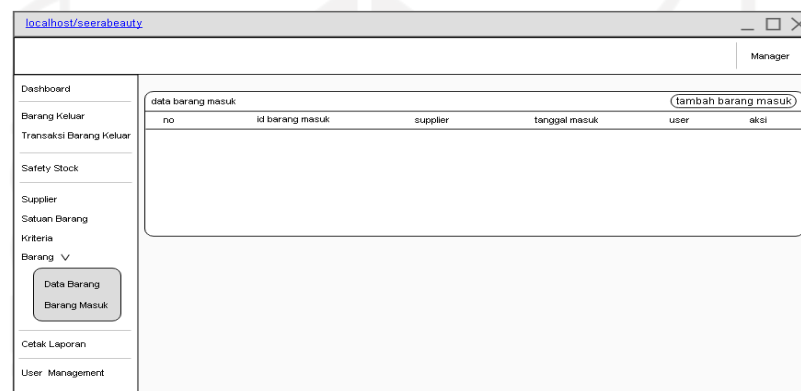 localhost/seerabeauty
Manager
Dashboard
Barang Keluar
Transaksi Barang Keluar
Safety Stock
Supplier
Satuan Barang
Kriteria
Barang
Data Barang
Barang Masuk
Cetak Laporan
User Management
data barang masuk
tambah barang masuk
no id barang masuk supplier tanggal masuk user aksi